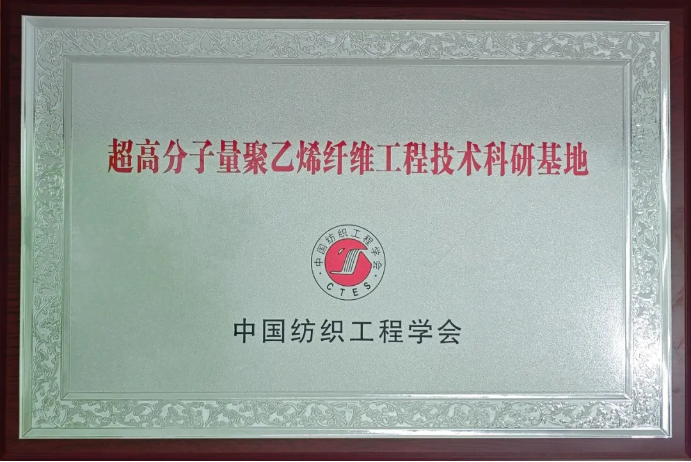 超高分子量聚乙烯纤维工程技术科研基地
中国纺织工程学会
CTES
中国纺织工程学会